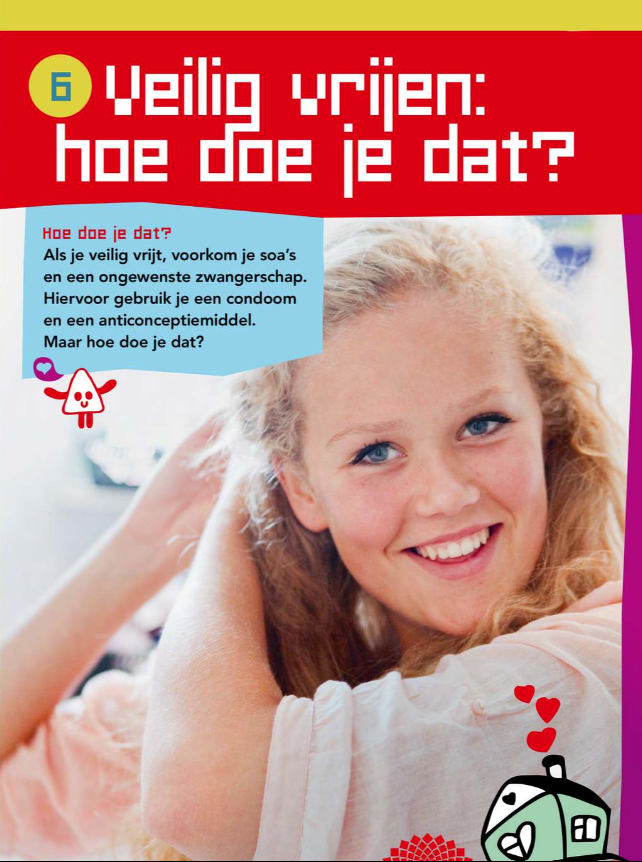 6
Veilig vrijen:
hoe doe je dat?
Hoe doe je dat?
Als je veilig vrijt, voorkom je soa's
en een ongewenste zwangerschap.
Hiervoor gebruik je een condoom
en een anticonceptiemiddel.
Maar hoe doe je dat?